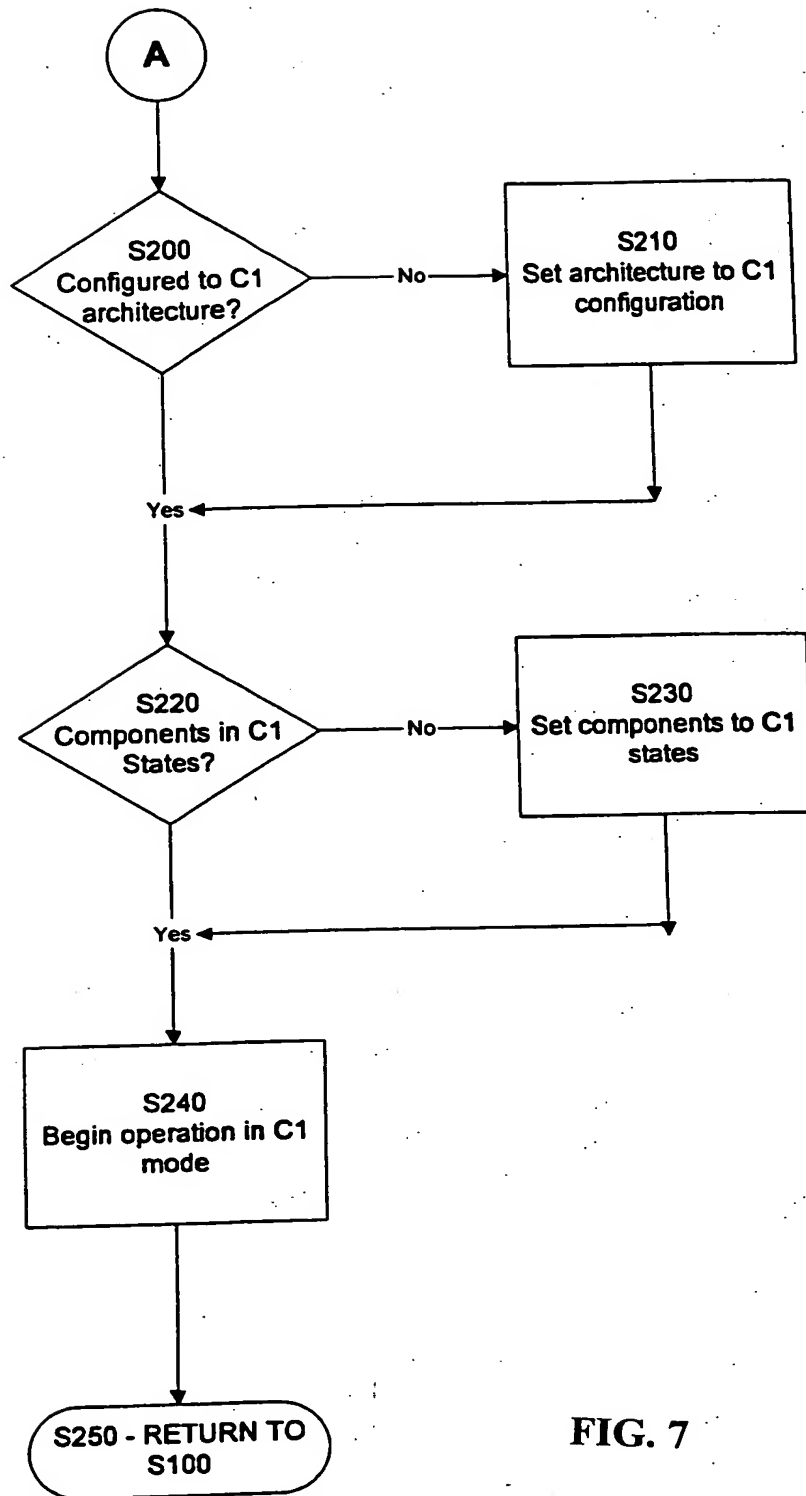 A
S200
Configured to C1
architecture?
No
S210
Set architecture to C1
configuration
Yes
S220
Components in C1
States?
No
S230
Set components to C1
states
Yes
S240
Begin operation in C1
mode
S250 - RETURN TO
S100
FIG. 7